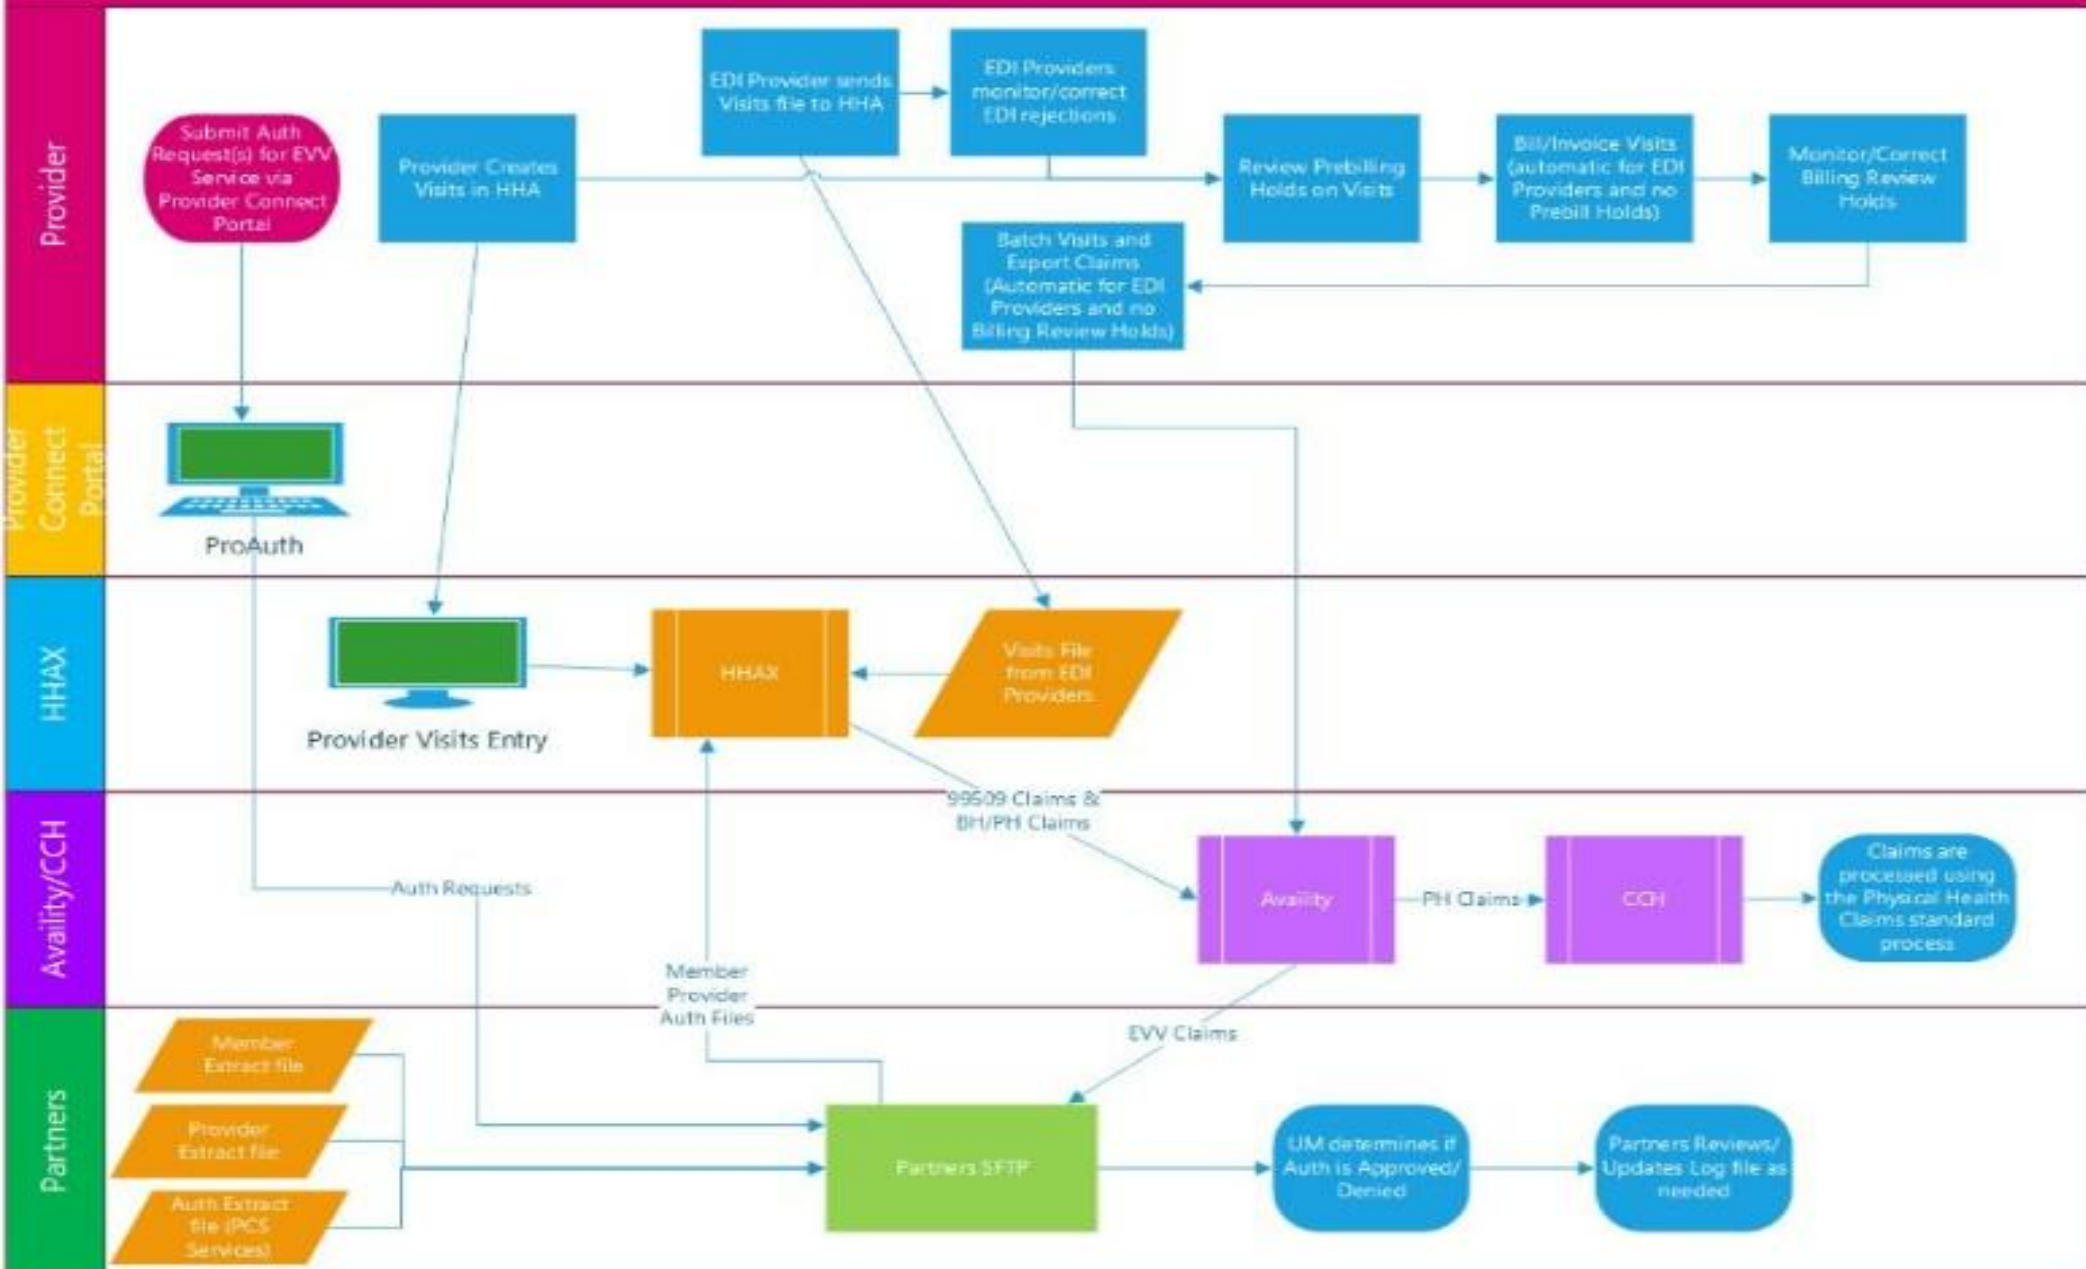 Provider
Submit Auth
Request(s) for EVV
Service via
Provider Connect
Portal
Provider Creates
Visits in HHA
EDI Provider sends
Visits file to HHA
EDI Providers
monitor/correct
EDI rejections
Review Prebilling
Holds on Visits
Bill/Invoice Visits
(automatic for EDI
Providers and no
Prebill Holds)
Monitor/Correct
Billing Review
Holds
Batch Visits and
Export Claims
(Automatic for EDI
Providers and no
Billing Review Holds)
Provider
Connect
Portal
ProAuth
HHAX
Provider Visits Entry
HHAX
Visits File
from EDI
Providers
99509 Claims &
BH/PH Claims
Availity/CCH
Auth Requests
Member
Provider
Auth Files
Availity
PH Claims
CCH
Claims are
processed using
the Physical Health
Claims standard
process
EVV Claims
Partners
Member
Extract file
Provider
Extract file
Auth Extract
file (PCS
Services)
Partners SFTP
UM determines if
Auth is Approved/
Denied
Partners Reviews/
Updates Log file as
needed